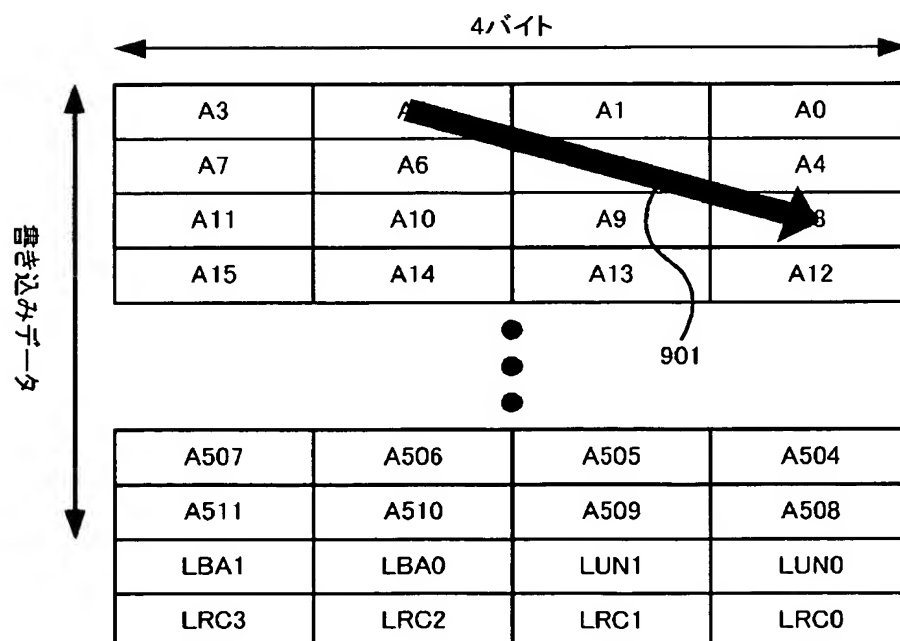 4バイト
A3 A1 A0
A7 A6 A4
A11 A10 A9
A15 A14 A13 A12
901
書き込みデータ
A507 A506 A505 A504
A511 A510 A509 A508
LBA1 LBA0 LUN1 LUN0
LRC3 LRC2 LRC1 LRC0